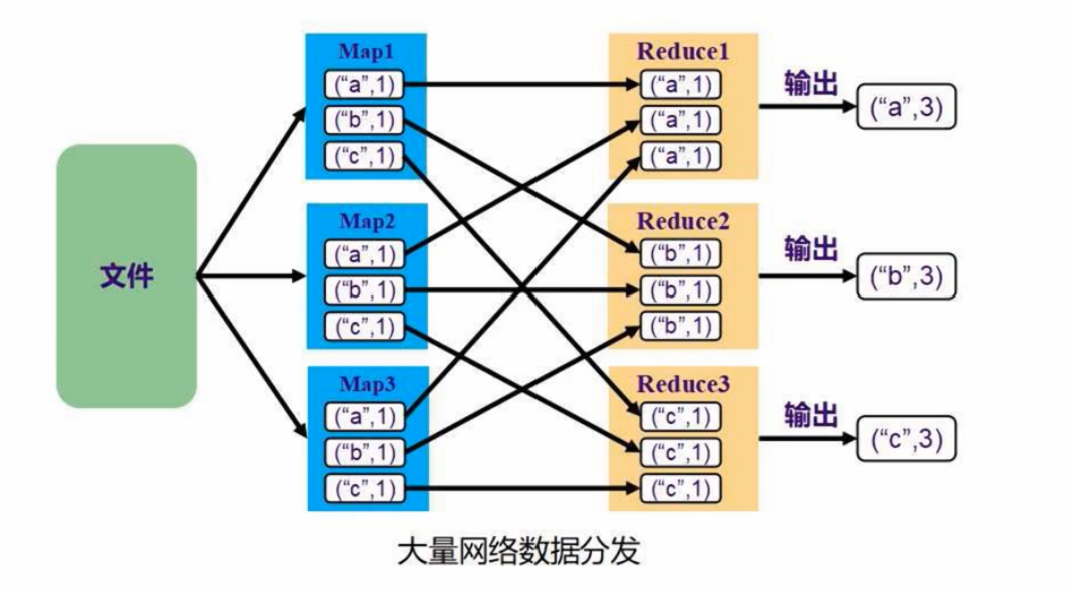 文件
Map1
(“a”,1)
(“b”,1)
(“c”,1)
Map2
(“a”,1)
(“b”,1)
(“c”,1)
Map3
(“a”,1)
(“b”,1)
(“c”,1)
Reduce1
(“a”,1)
(“a”,1)
(“a”,1)
Reduce2
(“b”,1)
(“b”,1)
(“b”,1)
Reduce3
(“c”,1)
(“c”,1)
(“c”,1)
输出
(“a”,3)
输出
(“b”,3)
输出
(“c”,3)
大量网络数据分发